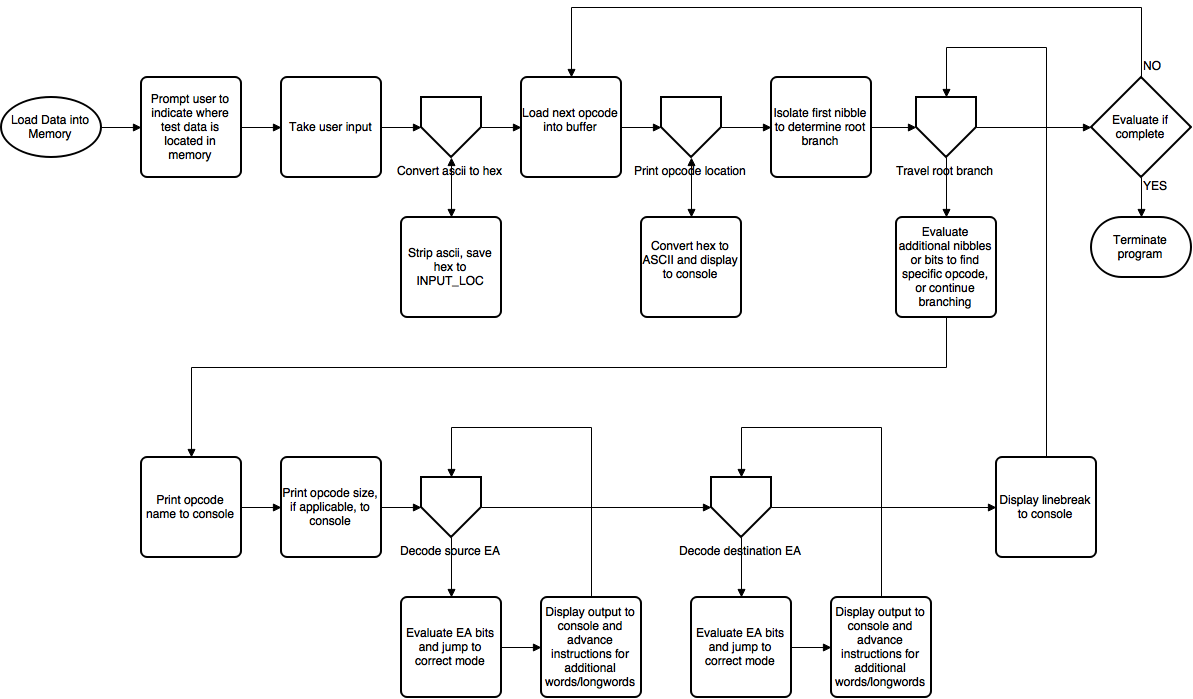 Load Data into
Memory
Prompt user to
indicate where
test data is
located in
memory
Take user input
Convert ascii to hex
Strip ascii, save
hex to
INPUT_LOC
Load next opcode
into buffer
Print opcode location
Convert hex to
ASCII and display
to console
Isolate first nibble
to determine root
branch
Travel root branch
Evaluate
additional nibbles
or bits to find
specific opcode,
or continue
branching
NO
Evaluate if
complete
YES
Terminate
program
Print opcode
name to console
Print opcode size,
if applicable, to
console
Decode source EA
Evaluate EA bits
and jump to
correct mode
Display output to
console and
advance
instructions for
additional
words/longwords
Decode destination EA
Evaluate EA bits
and jump to
correct mode
Display output to
console and
advance
instructions for
additional
words/longwords
Display linebreak
to console